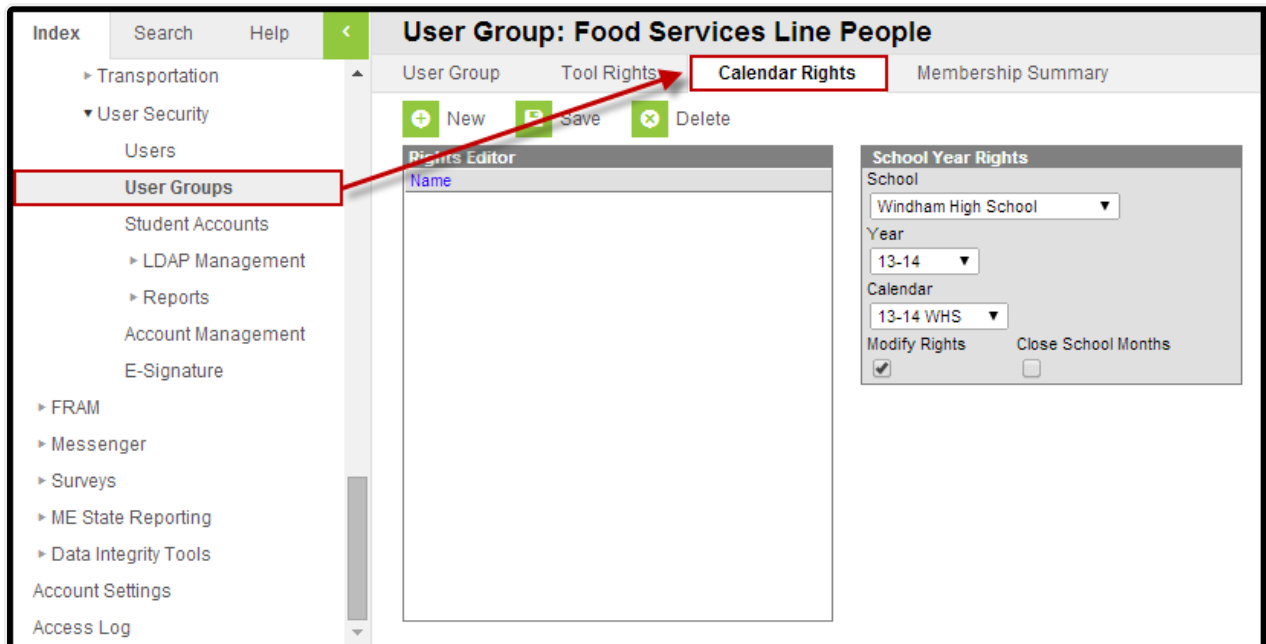 Index Search Help
Transportation
User Security
Users
User Groups
Student Accounts
LDAP Management
Reports
Account Management
E-Signature
FRAM
Messenger
Surveys
ME State Reporting
Data Integrity Tools
Account Settings
Access Log
User Group: Food Services Line People
User Group Tool Rights Calendar Rights Membership Summary
New Save Delete
Rights Editor
Name
School Year Rights
School
Windham High School
Year
13-14
Calendar
13-14 WHS
Modify Rights Close School Months